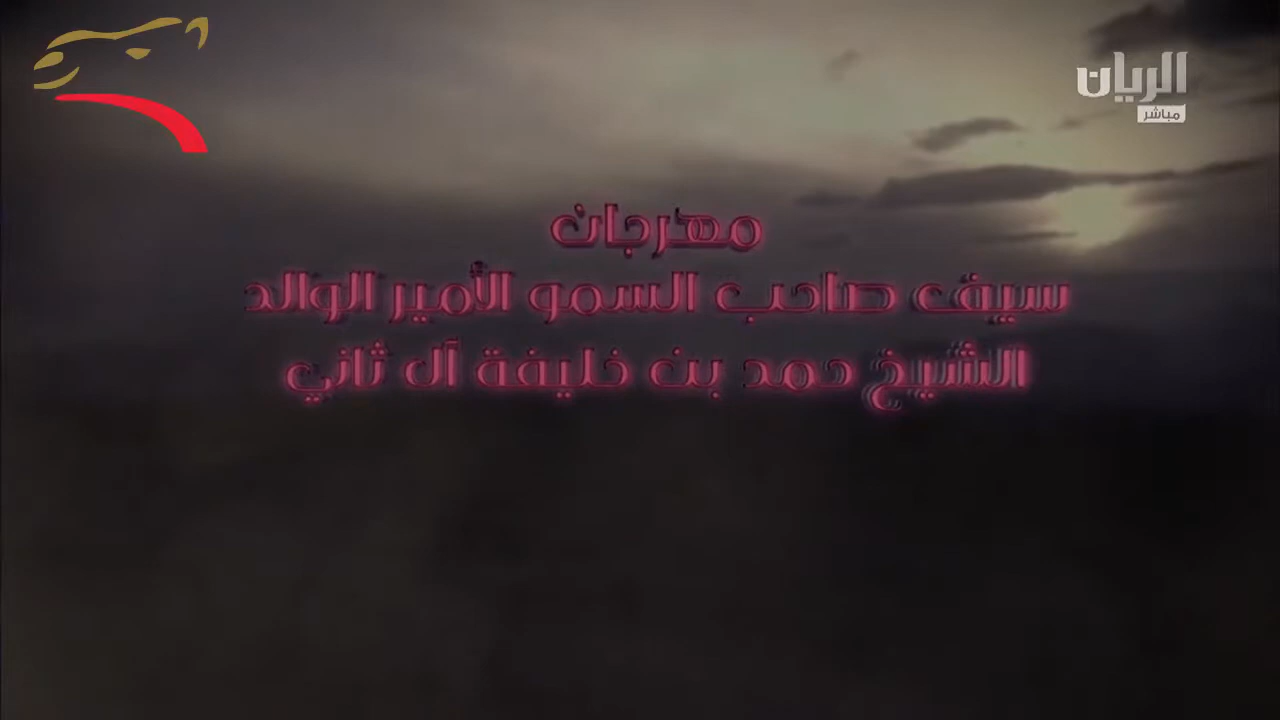 الريان
مباشر
مهرجان
سيف صاحب السمو الأمير الوالد
الشيخ حمد بن خليفة آل ثاني